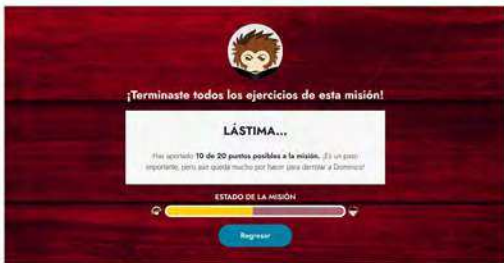 ¡Terminaste todos los ejercicios de esta misión!
LÁSTIMA...
Has aportado 10 de 20 puntos posibles a la misión. ¡Es un paso
importante, pero aún queda mucho por hacer para derrotar a Dominico!
ESTADO DE LA MISIÓN
Regresar